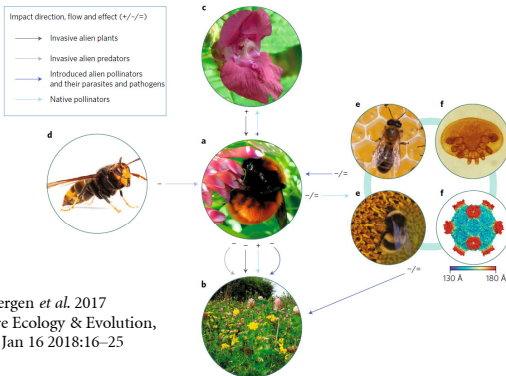 Impact direction, flow and effect (+/−/=)
Invasive alien plants
Invasive alien predators
Introduced alien pollinators
and their parasites and pathogens
Native pollinators
c
+ +
d
a
e f
−
−/=
−/=
e f
− − + −
130 Å 180 Å
−/=
b
ergen et al. 2017
e Ecology & Evolution,
Jan 16 2018:16–25